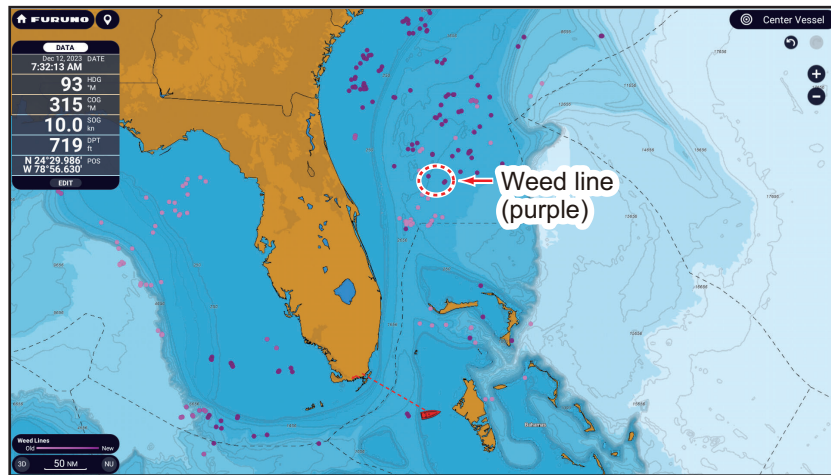 FURUNO
Center Vessel
DATA
Dec 12, 2023 DATE
7:32:13 AM
93 HDG °M
315 COG °M
10.0 SOG kn
719 DPT ft
N 24°29.986' POS
W 78°56.630'
EDIT
Weed line
(purple)
Bahamas
Weed Lines
Old New
3D 50 NM NU